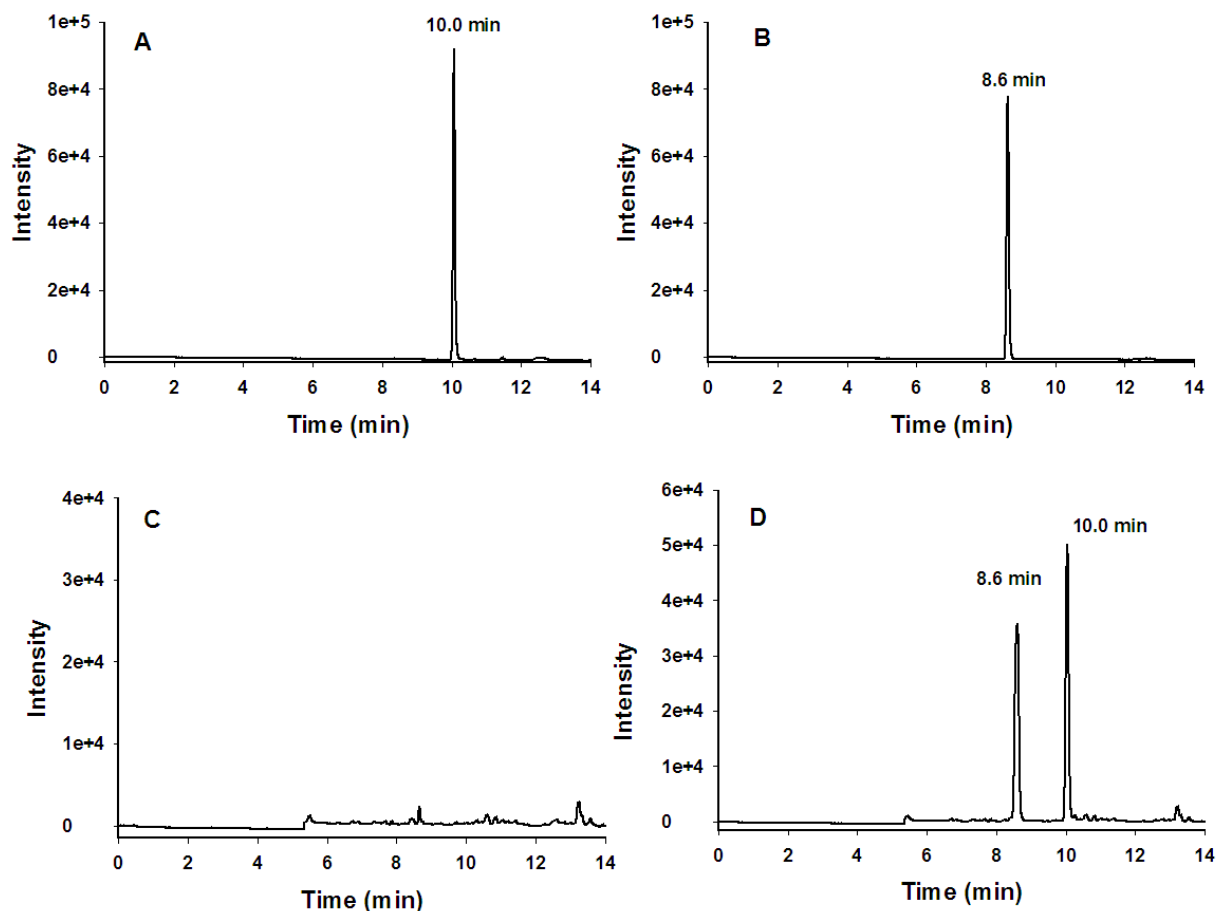 A
10.0 min
1e+5
8e+4
6e+4
4e+4
2e+4
0
Intensity
0 2 4 6 8 10 12 14
Time (min)
B
8.6 min
1e+5
8e+4
6e+4
4e+4
2e+4
0
Intensity
0 2 4 6 8 10 12 14
Time (min)
C
4e+4
3e+4
2e+4
1e+4
0
Intensity
0 2 4 6 8 10 12 14
Time (min)
D
10.0 min
8.6 min
6e+4
5e+4
4e+4
3e+4
2e+4
1e+4
0
Intensity
0 2 4 6 8 10 12 14
Time (min)